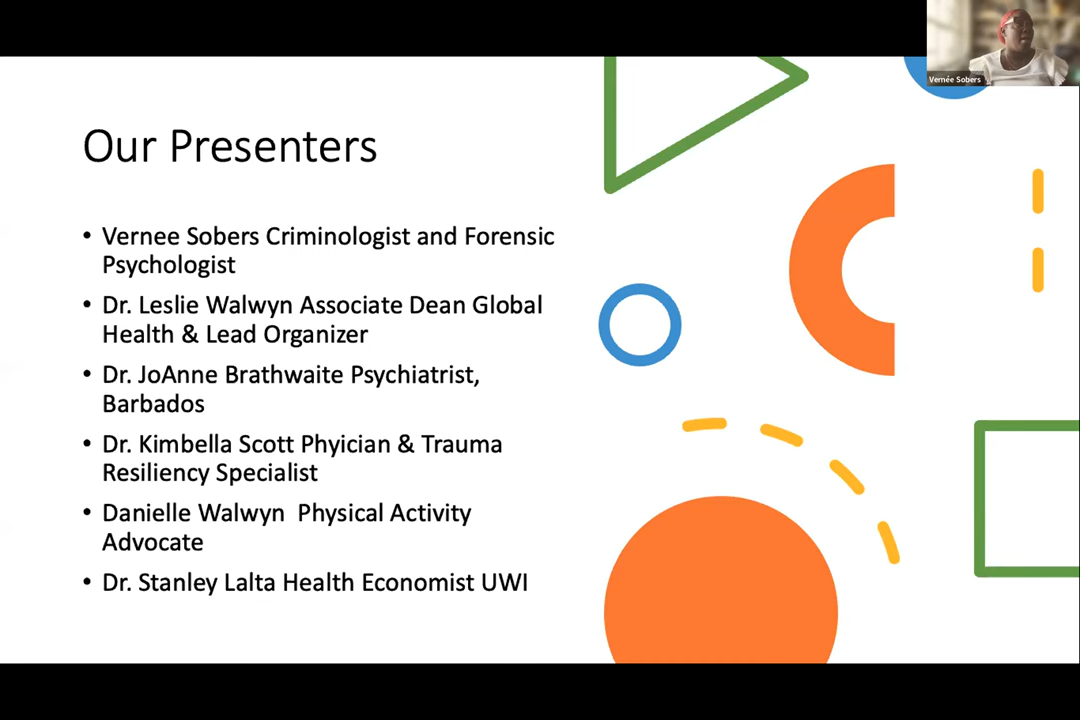 Vernée Sobers
Our Presenters
• Vernee Sobers Criminologist and Forensic
Psychologist
• Dr. Leslie Walwyn Associate Dean Global
Health & Lead Organizer
• Dr. JoAnne Brathwaite Psychiatrist,
Barbados
• Dr. Kimbella Scott Phyician & Trauma
Resiliency Specialist
• Danielle Walwyn  Physical Activity
Advocate
• Dr. Stanley Lalta Health Economist UWI